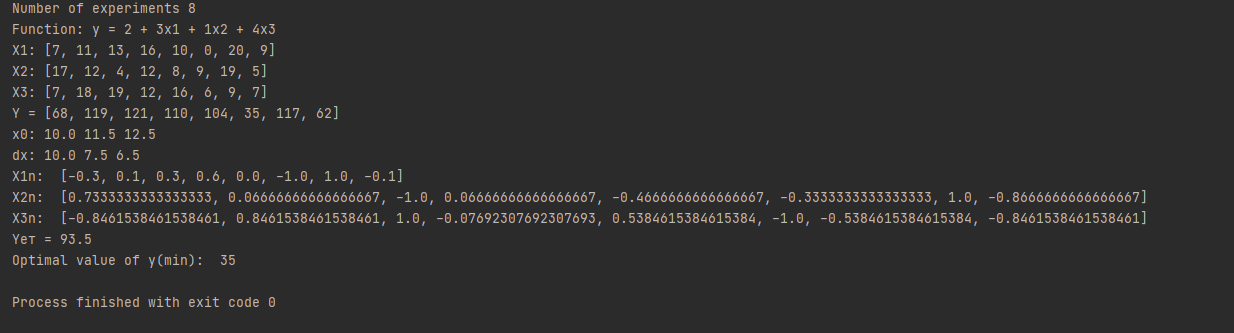 Number of experiments 8
Function: y = 2 + 3x1 + 1x2 + 4x3
X1: [7, 11, 13, 16, 10, 0, 20, 9]
X2: [17, 12, 4, 12, 8, 9, 19, 5]
X3: [7, 18, 19, 12, 16, 6, 9, 7]
Y = [68, 119, 121, 110, 104, 35, 117, 62]
x0: 10.0 11.5 12.5
dx: 10.0 7.5 6.5
X1n:  [-0.3, 0.1, 0.3, 0.6, 0.0, -1.0, 1.0, -0.1]
X2n:  [0.7333333333333333, 0.06666666666666667, -1.0, 0.06666666666666667, -0.4666666666666667, -0.3333333333333333, 1.0, -0.8666666666666667]
X3n:  [-0.8461538461538461, 0.8461538461538461, 1.0, -0.07692307692307693, 0.5384615384615384, -1.0, -0.5384615384615384, -0.8461538461538461]
Yет = 93.5
Optimal value of y(min):  35
Process finished with exit code 0